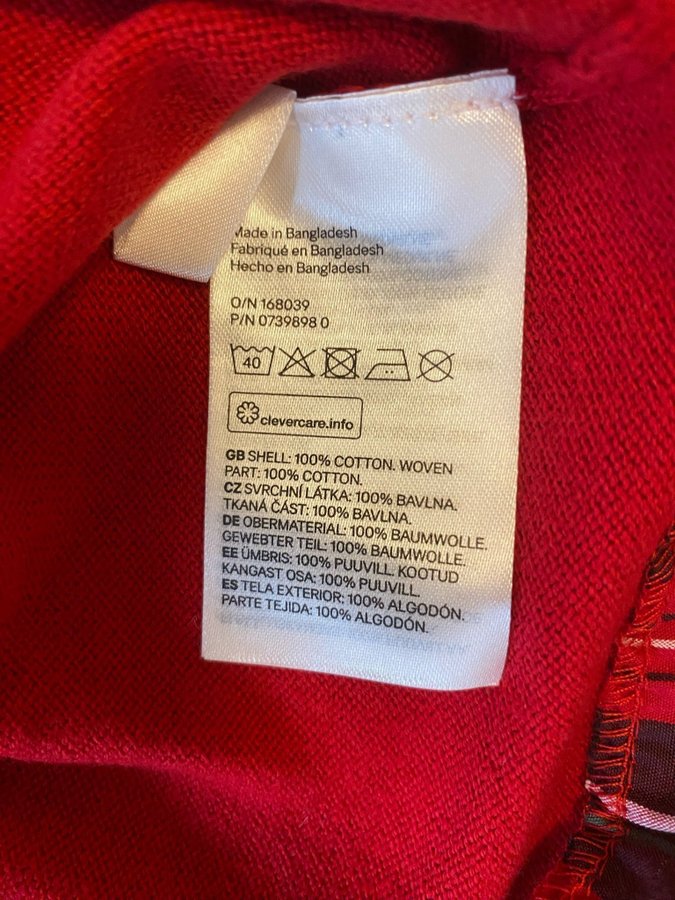 Made in Bangladesh
Fabriqué en Bangladesh
Hecho en Bangladesh
O/N 168039
P/N 0739898 0
40
clevercare.info
GB SHELL: 100% COTTON. WOVEN
PART: 100% COTTON.
CZ SVRCHNÍ LÁTKA: 100% BAVLNA.
TKANÁ ČÁST: 100% BAVLNA.
DE OBERMATERIAL: 100% BAUMWOLLE.
GEWEBTER TEIL: 100% BAUMWOLLE.
EE ÜMBRIS: 100% PUUVILL. KOOTUD
KANGAST OSA: 100% PUUVILL.
ES TELA EXTERIOR: 100% ALGODÓN.
PARTE TEJIDA: 100% ALGODÓN.